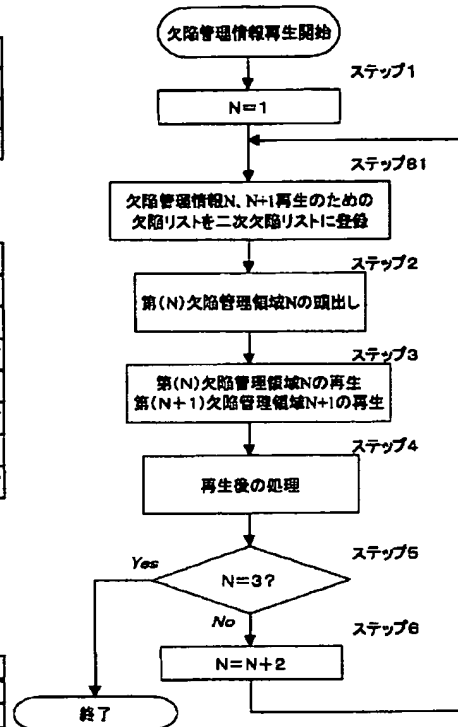 欠陥管理情報再生開始
ステップ1
N=1
ステップ81
欠陥管理情報N、N+1再生のための
欠陥リストを二次欠陥リストに登録
ステップ2
第(N)欠陥管理領域Nの頭出し
ステップ3
第(N)欠陥管理領域Nの再生
第(N+1)欠陥管理領域N+1の再生
ステップ4
再生後の処理
ステップ5
Yes
N=3?
No
ステップ6
N=N+2
終了